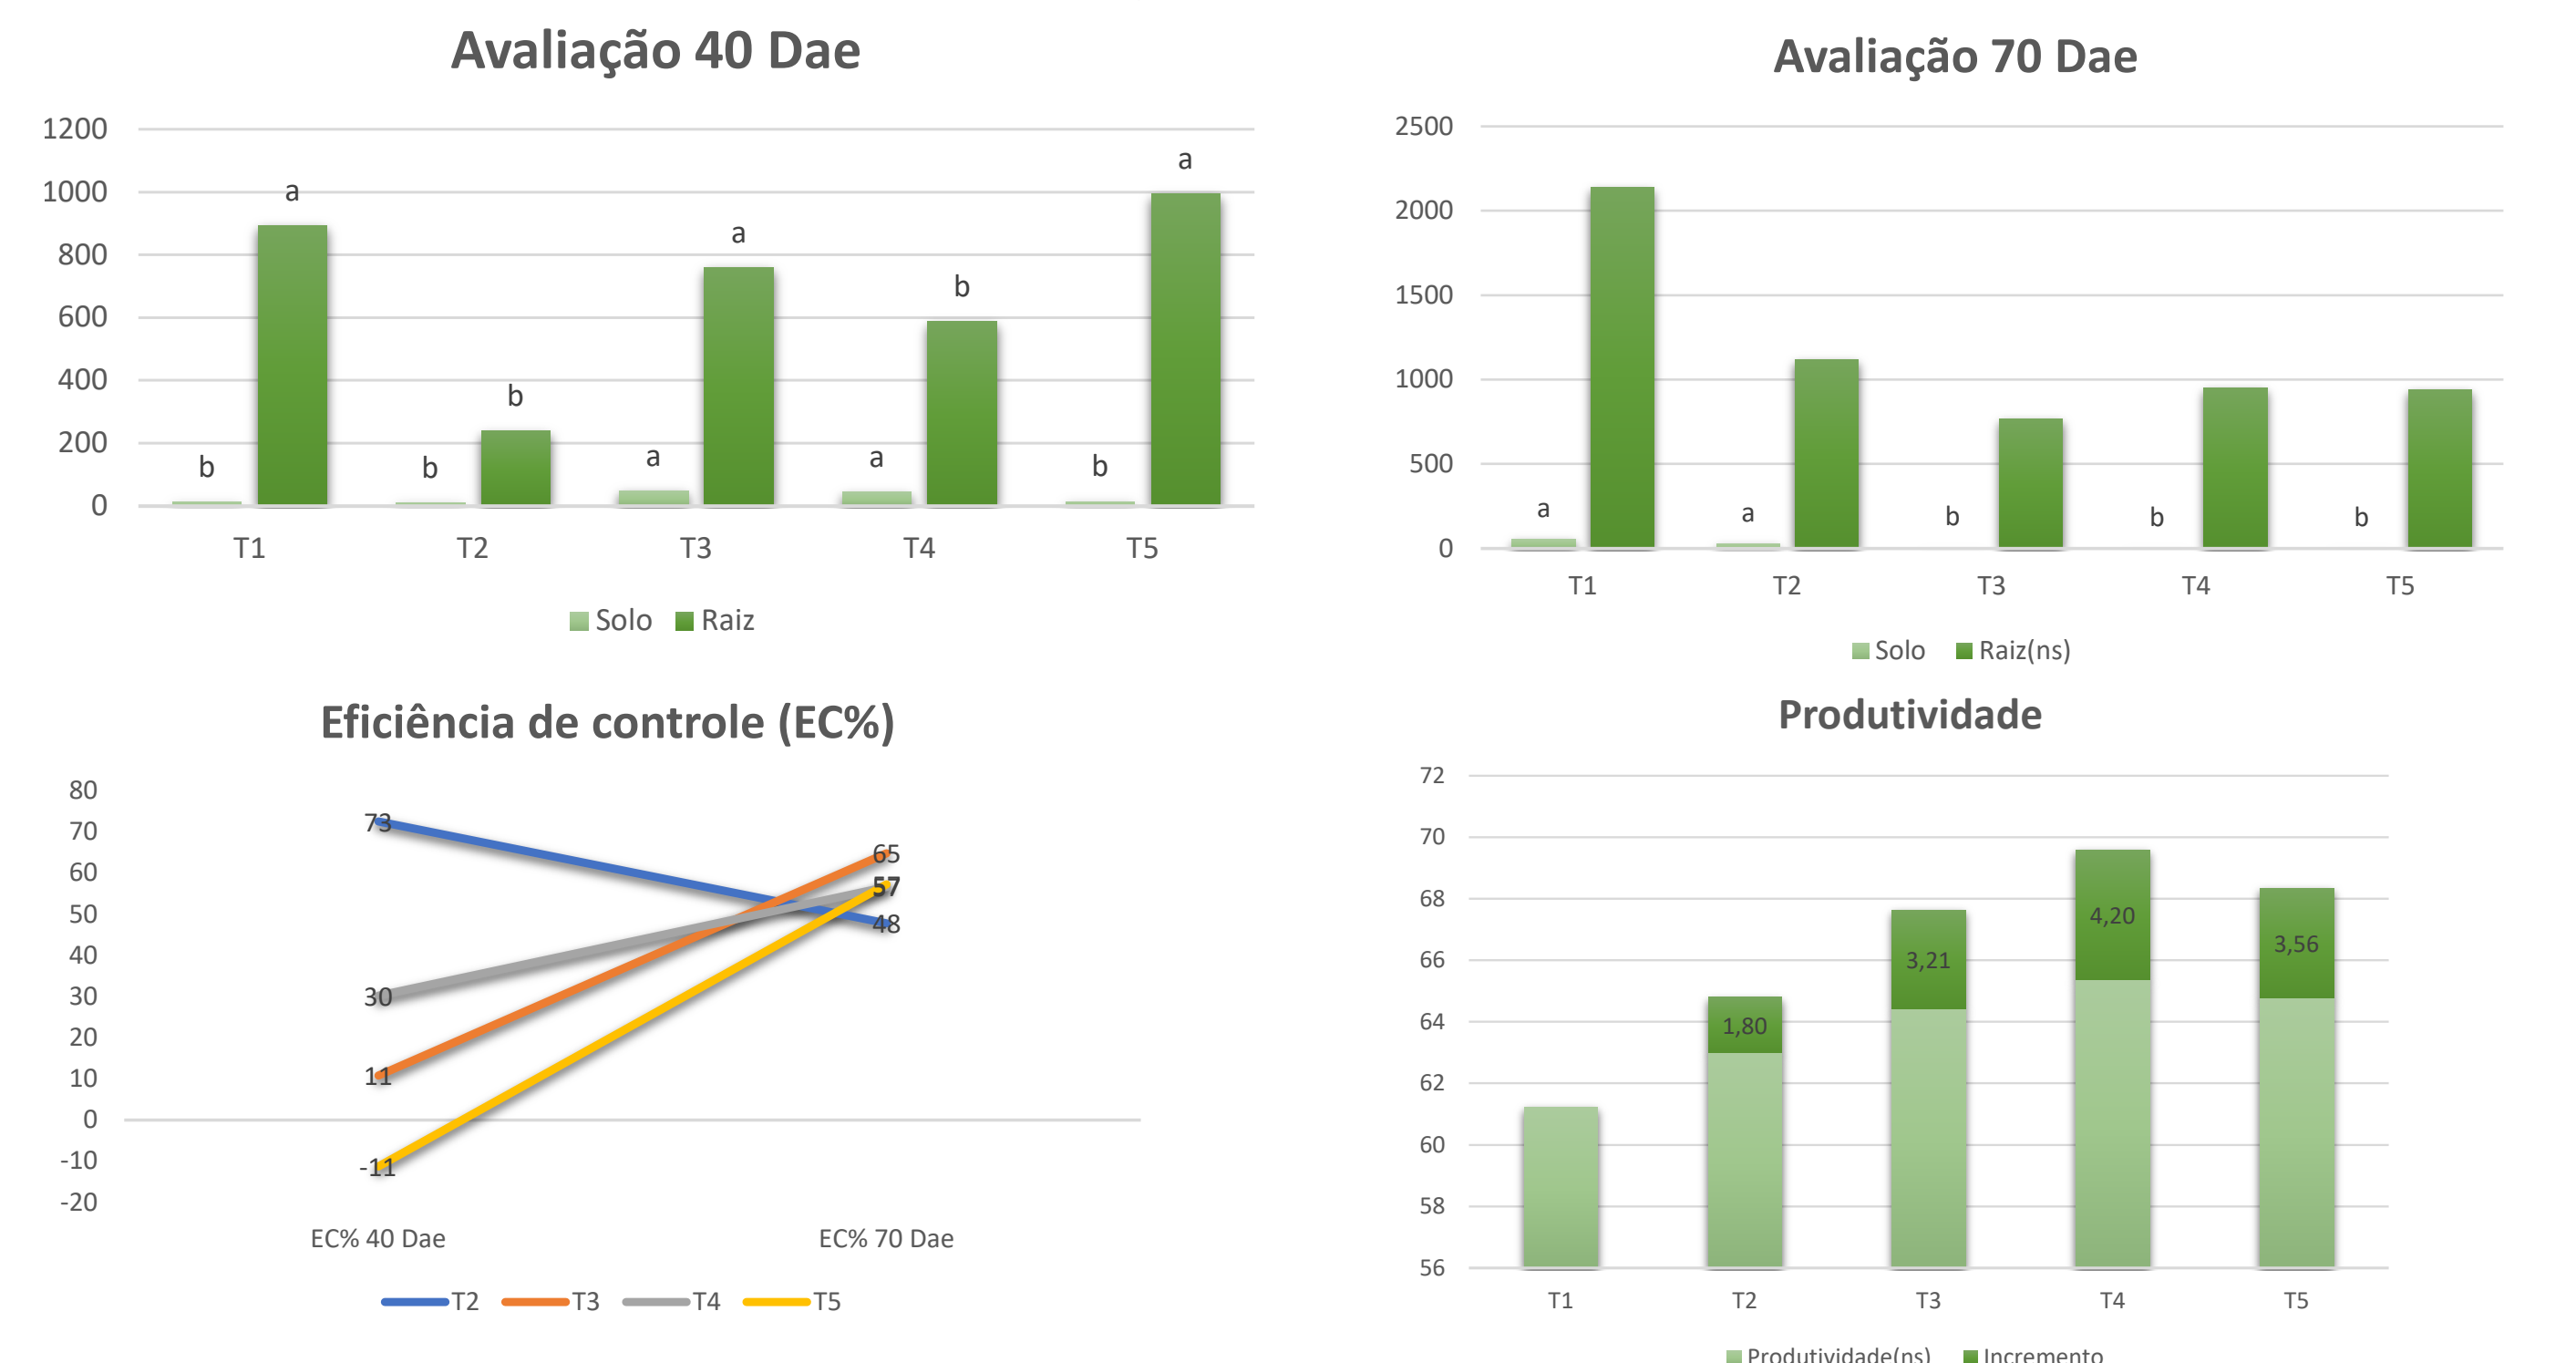 Avaliação 40 Dae
1200
1000
800
600
400
200
0
b a b b a a a b b a
T1 T2 T3 T4 T5
Solo Raiz
Avaliação 70 Dae
2500
2000
1500
1000
500
0
a a b b b
T1 T2 T3 T4 T5
Solo Raiz(ns)
Eficiência de controle (EC%)
80
70
60
50
40
30
20
10
0
-10
-20
73
30
11
-11
65
57
48
EC% 40 Dae EC% 70 Dae
T2 T3 T4 T5
Produtividade
72
70
68
66
64
62
60
58
56
1,80 3,21 4,20 3,56
T1 T2 T3 T4 T5
Produtividade(ns) Incremento